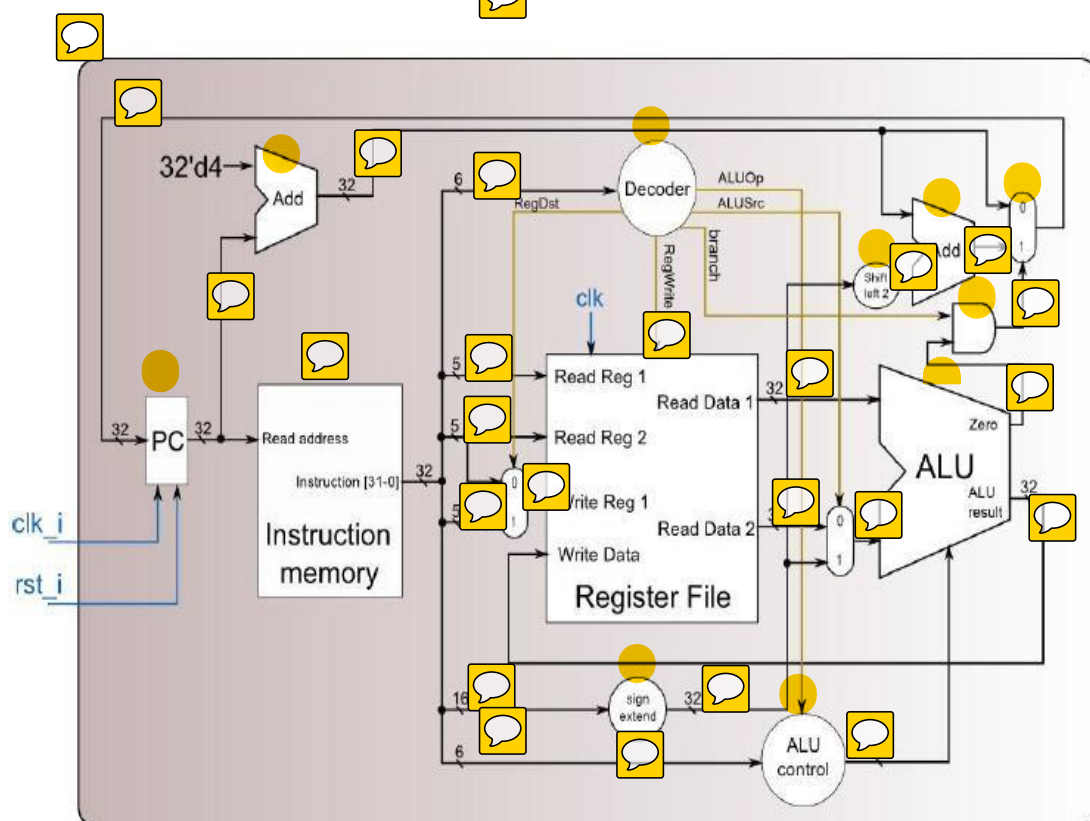 32'd4
Add
32
6
Decoder
ALUOp
ALUSrc
RegDst
RegWrite
branch
0
1
Add
Shift
left 2
clk
5
Read Reg 1
32
Read Data 1
32
PC
32
Read address
5
Read Reg 2
Zero
ALU
Instruction [31-0]
32
0
1
5
Write Reg 1
ALU
result
32
Instruction
memory
Read Data 2
0
1
Write Data
Register File
clk_i
rst_i
16
sign
extend
32
6
ALU
control